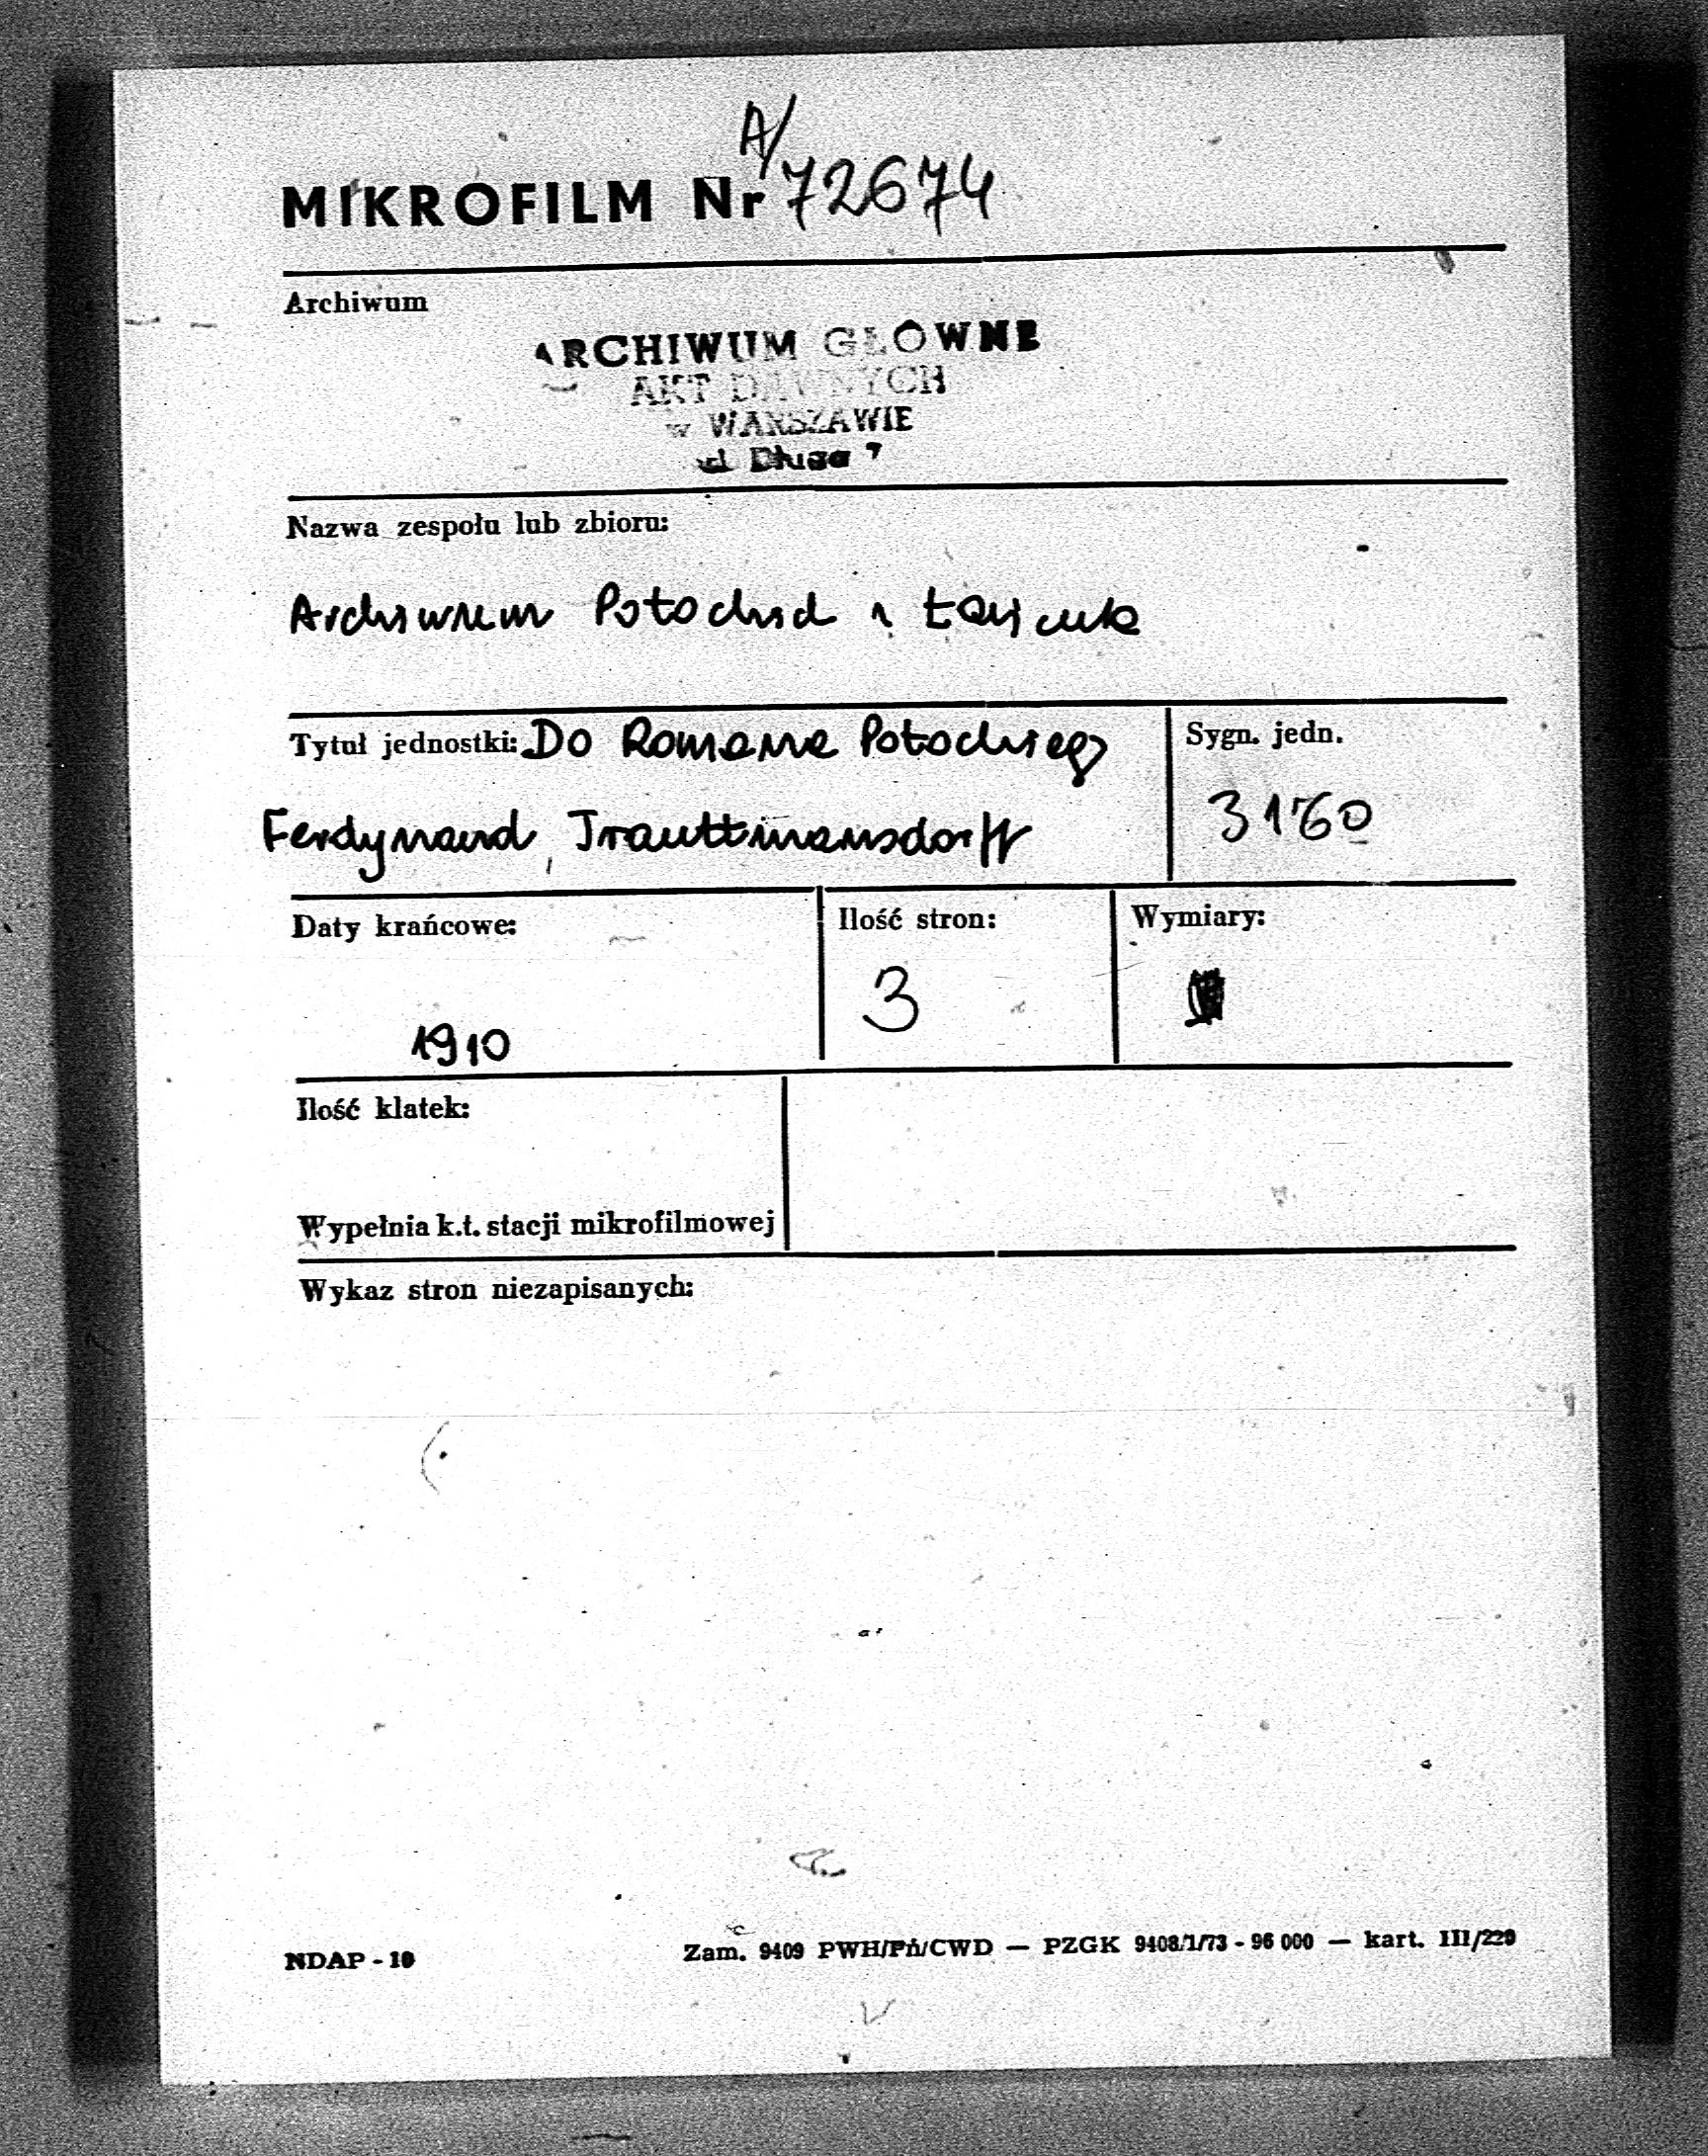 A/
MIKROFILM Nr 72674
Archiwum
ARCHIWUM GŁÓWNE
AKT DAWNYCH
w WARSZAWIE
ul Długa 7
Nazwa zespołu lub zbioru:
Archiwum Potockich z Łańcuta
Tytuł jednostki: Do Romana Potockiego
Sygn. jedn.
Ferdynand Trauttmansdorff
3160
Daty krańcowe:
Ilość stron:
Wymiary:
3
1910
Ilość klatek:
Wypełnia k.t. stacji mikrofilmowej
Wykaz stron niezapisanych:
NDAP - 10
Zam. 9409 PWH/PA/CWD — PZGK 9408/1/73 - 96 000 — kart. III/229